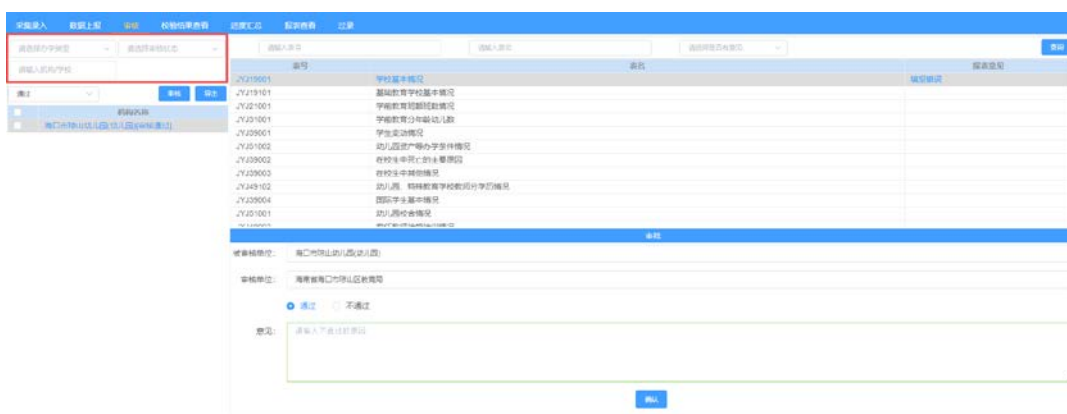 采集录入 数据上报 审核 校验结果查看 进度汇总 报表查看 过录
请选择办学类型 请选择审核状态 请输入表号 请输入表名 请选择是否有意见 查询
请输入机构/学校
表号 表名 报表意见
JYJ19001 学校基本情况 填报错误
通过 审核 导出 JYJ19101 基础教育学校基本情况
机构名称 JYJ21001 学前教育班额班数情况
海口市琼山幼儿园(幼儿园)(审核通过) JYJ31001 学前教育分年龄幼儿数
JYJ39001 学生变动情况
JYJ51002 幼儿园资产等办学条件情况
JYJ39002 在校生中死亡的主要原因
JYJ39003 在校生中其他情况
JYJ49102 幼儿园、特殊教育学校教师分学历情况
JYJ39004 国际学生基本情况
JYJ51001 幼儿园校舍情况
审核
被审核单位: 海口市琼山幼儿园(幼儿园)
审核单位: 海南省海口市琼山区教育局
通过 不通过
意见: 请输入不通过的原因
确认